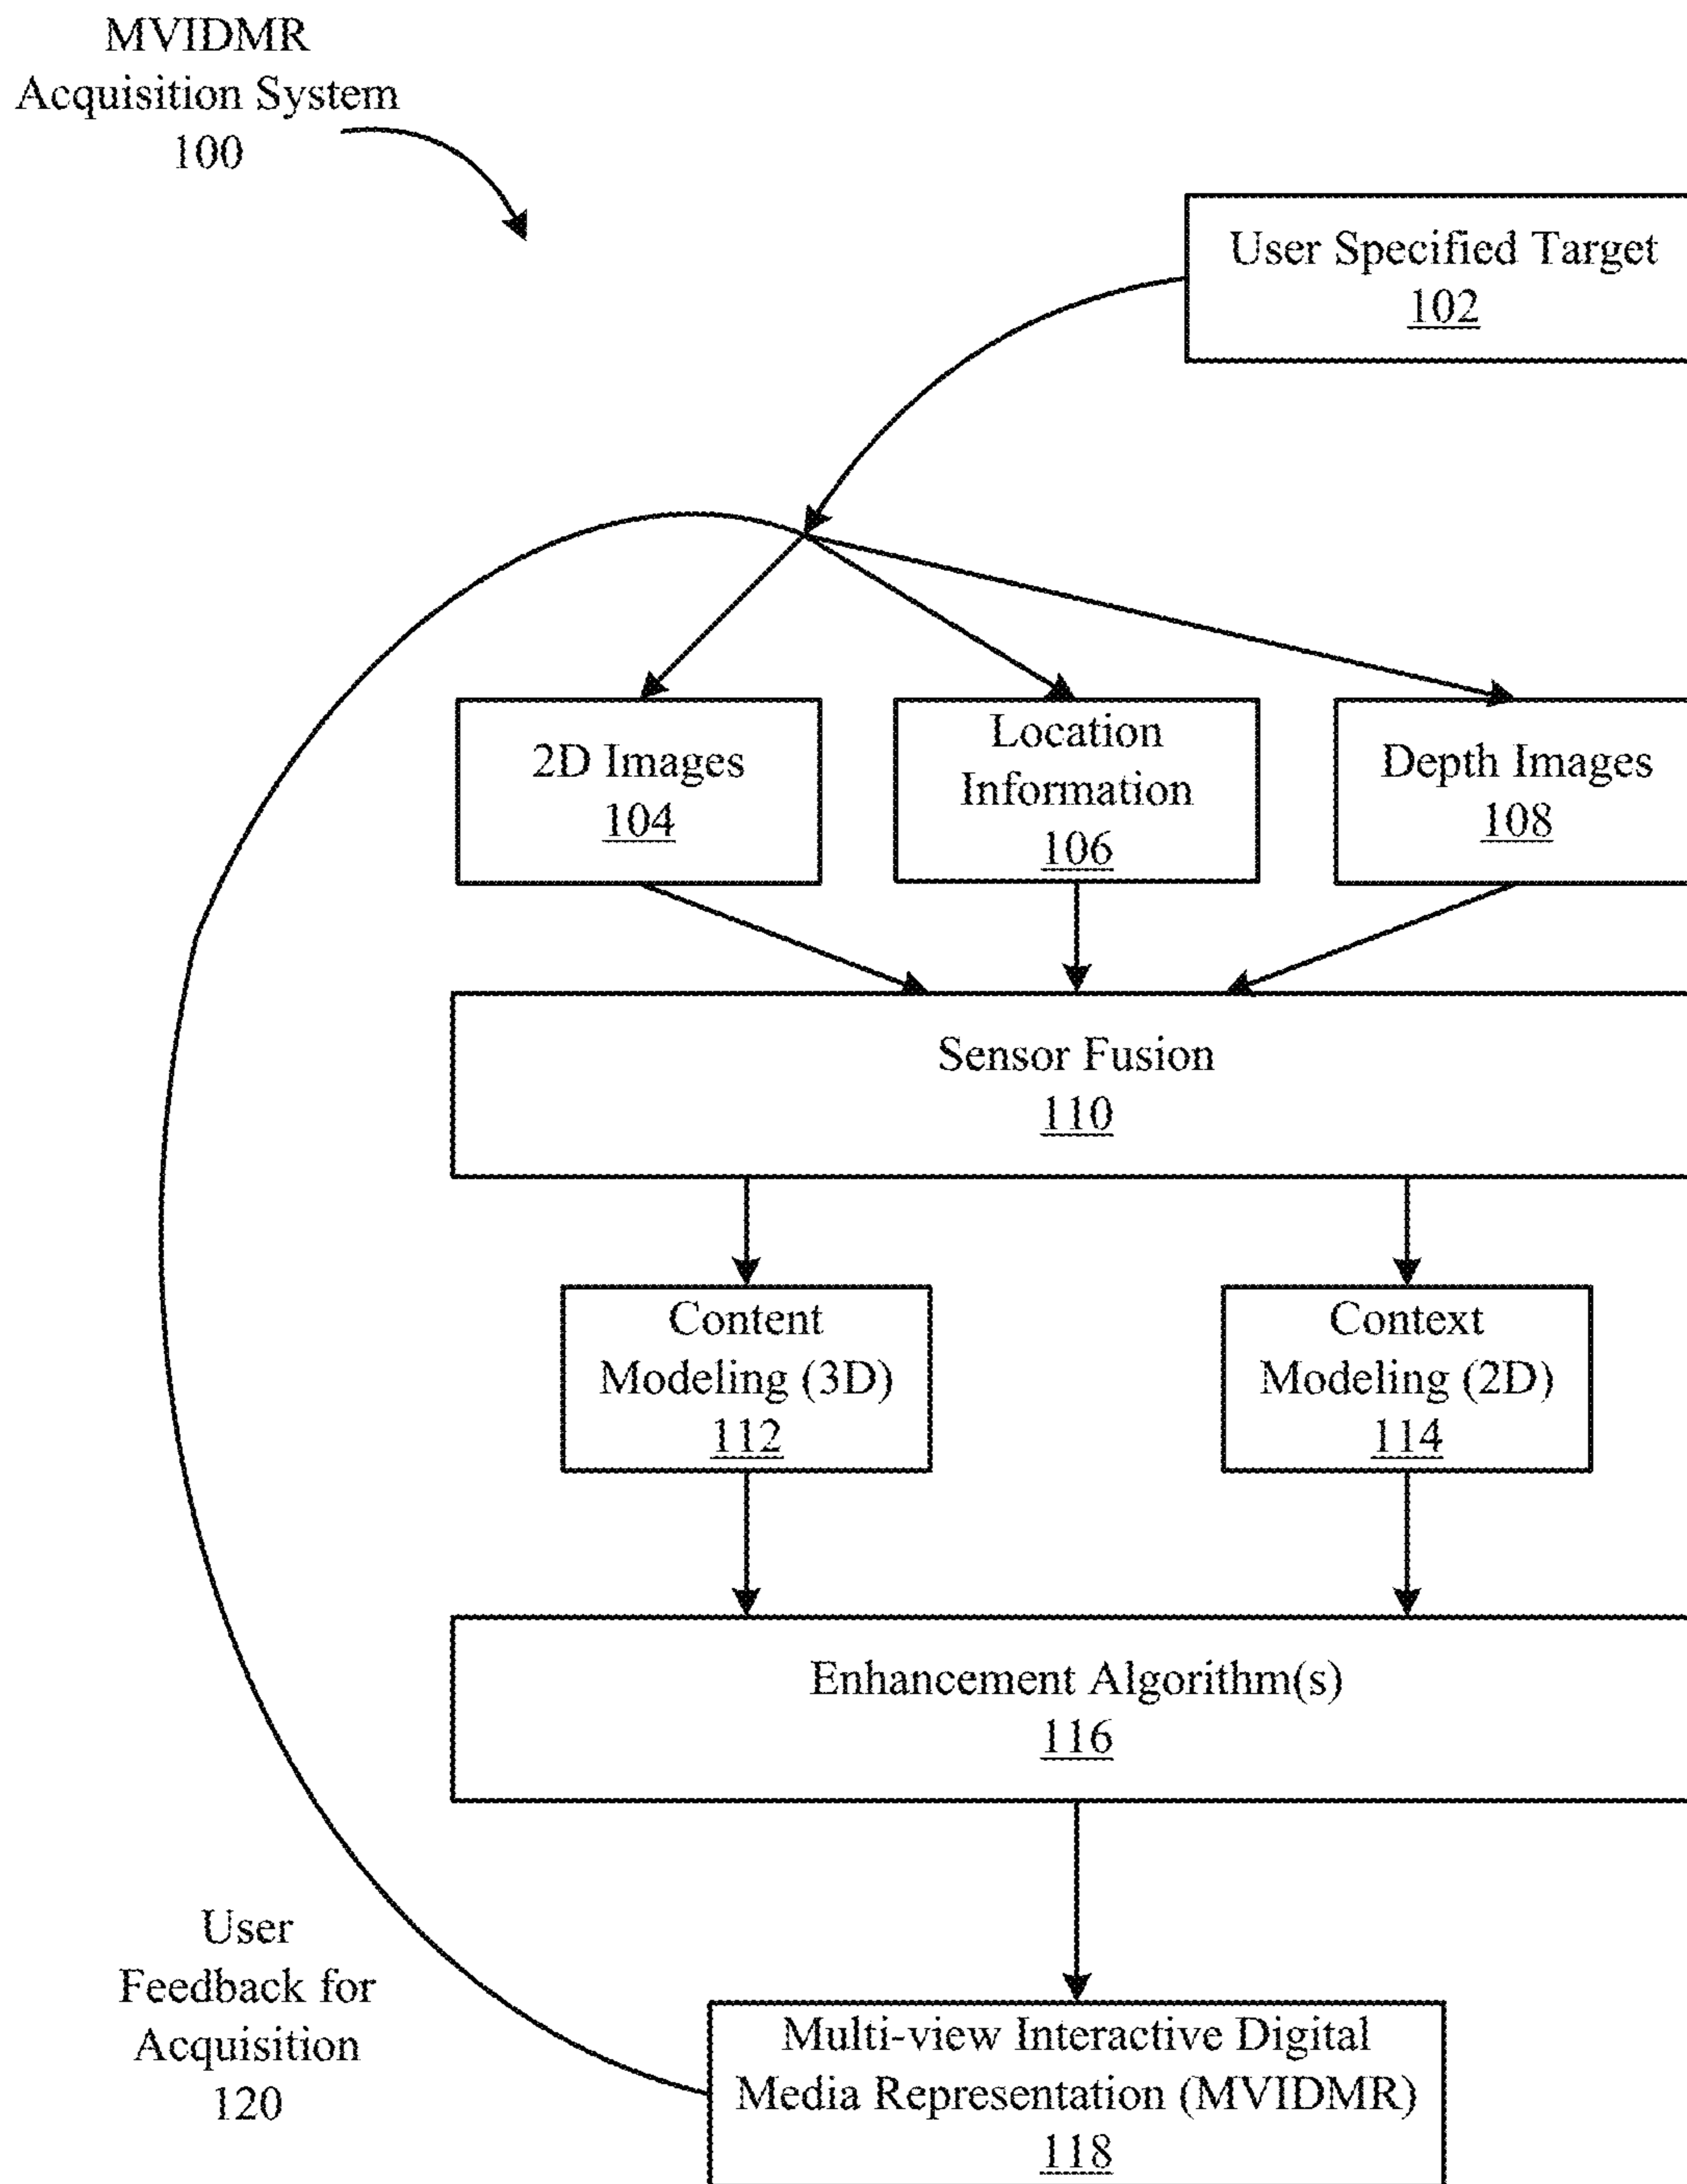 MVIDMR
Acquisition System
100
User Specified Target
102
2D Images
104
Location
Information
106
Depth Images
108
Sensor Fusion
110
Content
Modeling (3D)
112
Context
Modeling (2D)
114
Enhancement Algorithm(s)
116
User
Feedback for
Acquisition
120
Multi-view Interactive Digital
Media Representation (MVIDMR)
118